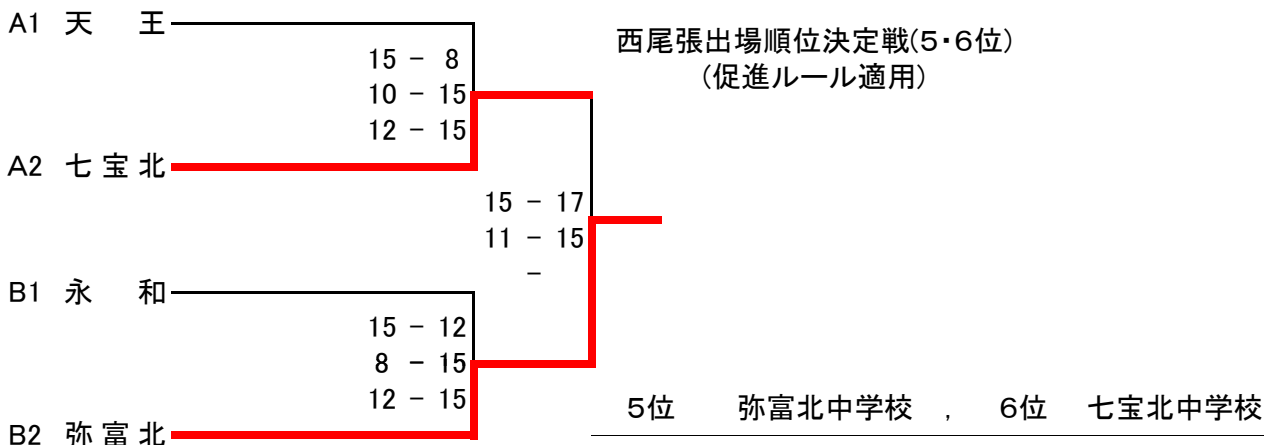 A1 天 王
西尾張出場順位決定戦(5・6位)
15 － 8
(促進ルール適用)
10 － 15
12 － 15
A2 七 宝 北
15 － 17
11 － 15
－
B1 永 和
15 － 12
8 － 15
12 － 15
5位 弥富北中学校 , 6位 七宝北中学校
B2 弥 富 北